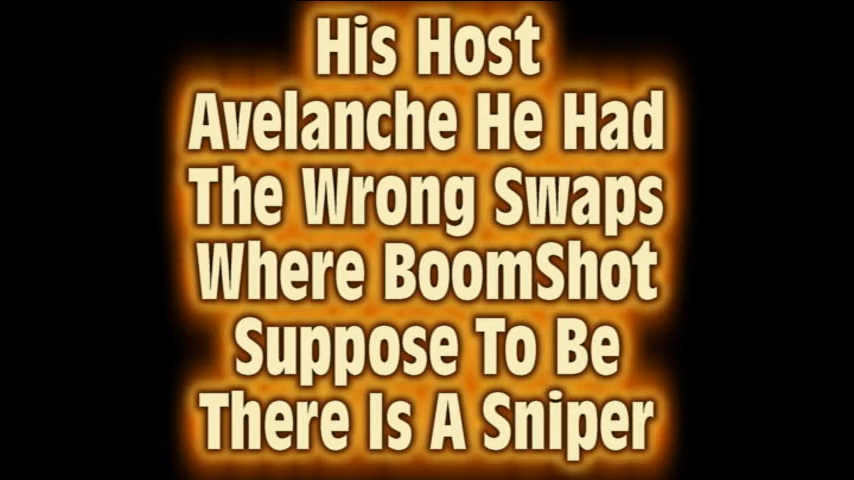 His Host
Avelanche He Had
The Wrong Swaps
Where BoomShot
Suppose To Be
There Is A Sniper